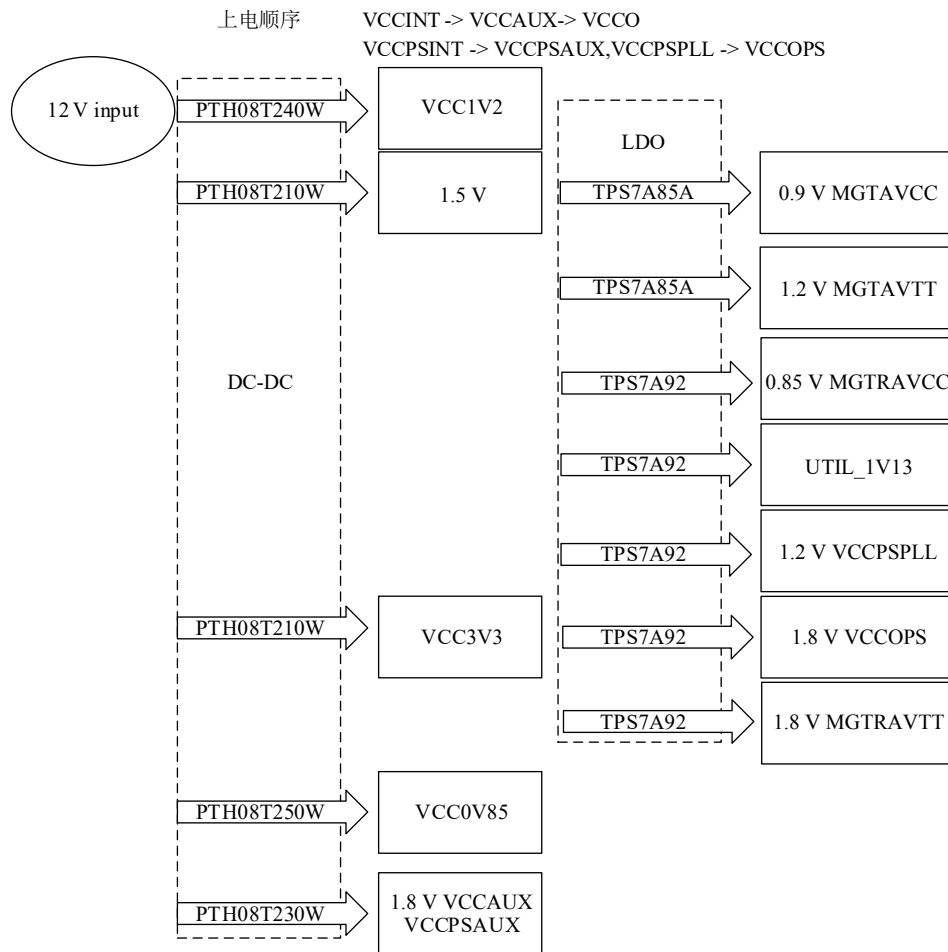 上电顺序 VCCINT -> VCCAUX-> VCCO
VCCPSINT -> VCCPSAUX,VCCPSPLL -> VCCOPS
12 V input
PTH08T240W
VCC1V2
LDO
PTH08T210W
1.5 V
TPS7A85A
0.9 V MGTAVCC
TPS7A85A
1.2 V MGTAVTT
DC-DC
TPS7A92
0.85 V MGTRAVCC
TPS7A92
UTIL_1V13
TPS7A92
1.2 V VCCPSPLL
PTH08T210W
VCC3V3
TPS7A92
1.8 V VCCOPS
TPS7A92
1.8 V MGTRAVTT
PTH08T250W
VCC0V85
PTH08T230W
1.8 V VCCAUX
VCCPSAUX